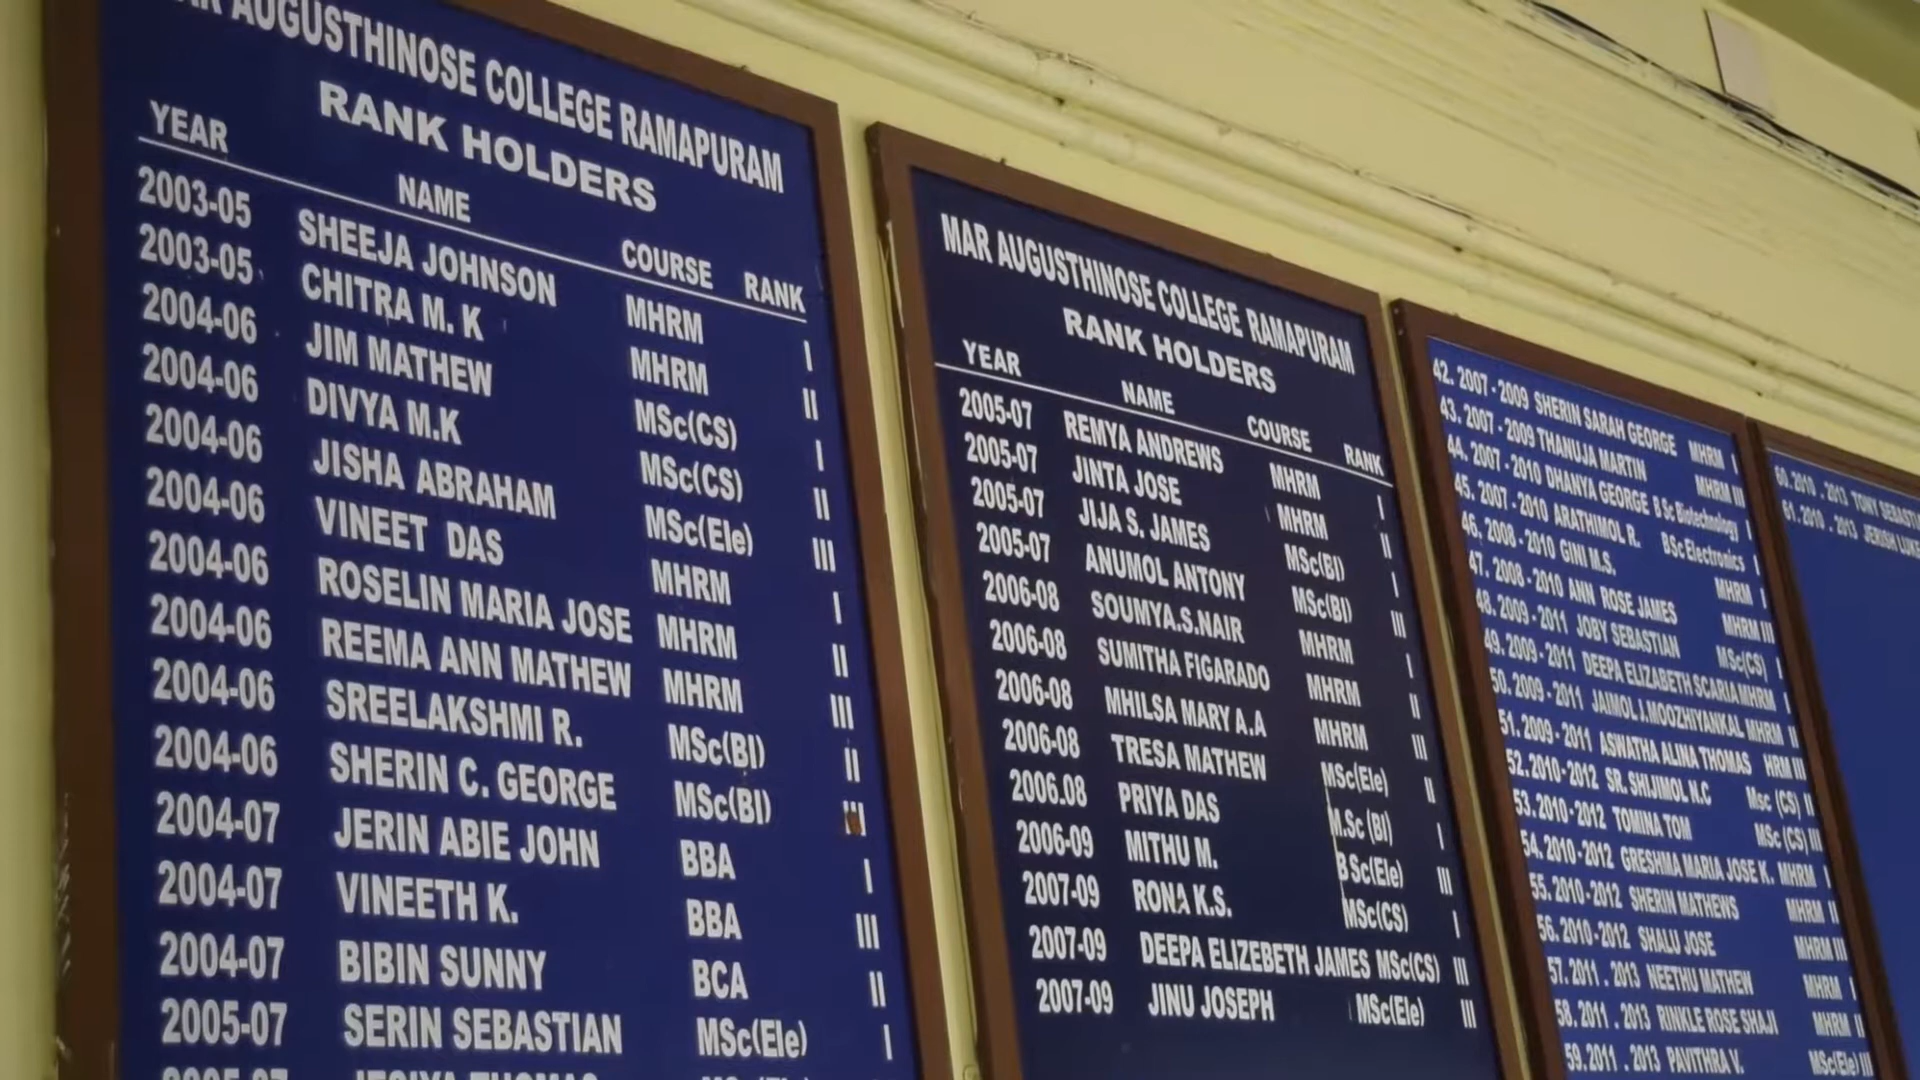 MAR AUGUSTHINOSE COLLEGE RAMAPURAM
RANK HOLDERS
YEAR NAME COURSE RANK
2003-05 SHEEJA JOHNSON MHRM I
2003-05 CHITRA M. K MHRM II
2004-06 JIM MATHEW MSc(CS) I
2004-06 DIVYA M.K MSc(CS) II
2004-06 JISHA ABRAHAM MSc(Ele) III
2004-06 VINEET DAS MHRM I
2004-06 ROSELIN MARIA JOSE MHRM II
2004-06 REEMA ANN MATHEW MHRM III
2004-06 SREELAKSHMI R. MSc(BI) II
2004-06 SHERIN C. GEORGE MSc(BI) III
2004-07 JERIN ABIE JOHN BBA I
2004-07 VINEETH K. BBA III
2004-07 BIBIN SUNNY BCA II
2005-07 SERIN SEBASTIAN MSc(Ele) I
MAR AUGUSTHINOSE COLLEGE RAMAPURAM
RANK HOLDERS
YEAR NAME COURSE RANK
2005-07 REMYA ANDREWS MHRM I
2005-07 JINTA JOSE MHRM II
2005-07 JIJA S. JAMES MSc(BI) I
2005-07 ANUMOL ANTONY MSc(BI) III
2006-08 SOUMYA.S.NAIR MHRM I
2006-08 SUMITHA FIGARADO MHRM II
2006-08 MHILSA MARY A.A MHRM III
2006-08 TRESA MATHEW MSc(Ele) II
2006.08 PRIYA DAS M.Sc (BI) I
2006-09 MITHU M. BSc(Ele) III
2007-09 RONA K.S. MSc(CS) I
2007-09 DEEPA ELIZEBETH JAMES MSc(CS) III
2007-09 JINU JOSEPH MSc(Ele) III
42. 2007 - 2009 SHERIN SARAH GEORGE MHRM I
43. 2007 - 2009 THANUJA MARTIN MHRM III
44. 2007 - 2010 DHANYA GEORGE B Sc Biotechnology I
45. 2007 - 2010 ARATHIMOL R. BSc Electronics I
46. 2008 - 2010 GINI M.S. MHRM I
47. 2008 - 2010 ANN ROSE JAMES MHRM III
48. 2009 - 2011 JOBY SEBASTIAN MSc(CS) I
49. 2009 - 2011 DEEPA ELIZABETH SCARIA MHRM I
50. 2009 - 2011 JAIMOL J.MOOZHIYANKAL MHRM II
51. 2009 - 2011 ASWATHA ALINA THOMAS HRM III
52. 2010-2012 SR. SHIJIMOL N.C Msc (CS) II
53. 2010-2012 TOMINA TOM MSc (CS) III
54. 2010-2012 GRESHMA MARIA JOSE K. MHRM I
55. 2010-2012 SHERIN MATHEWS MHRM II
56. 2010-2012 SHALU JOSE MHRM III
57. 2011 . 2013 NEETHU MATHEW MHRM I
58. 2011 . 2013 RINKLE ROSE SHAJI MHRM II
59. 2011 . 2013 PAVITHRA V. MSc(Ele) III
60. 2010 . 2013 TONY
61. 2010 . 2013 JERISH LUKE